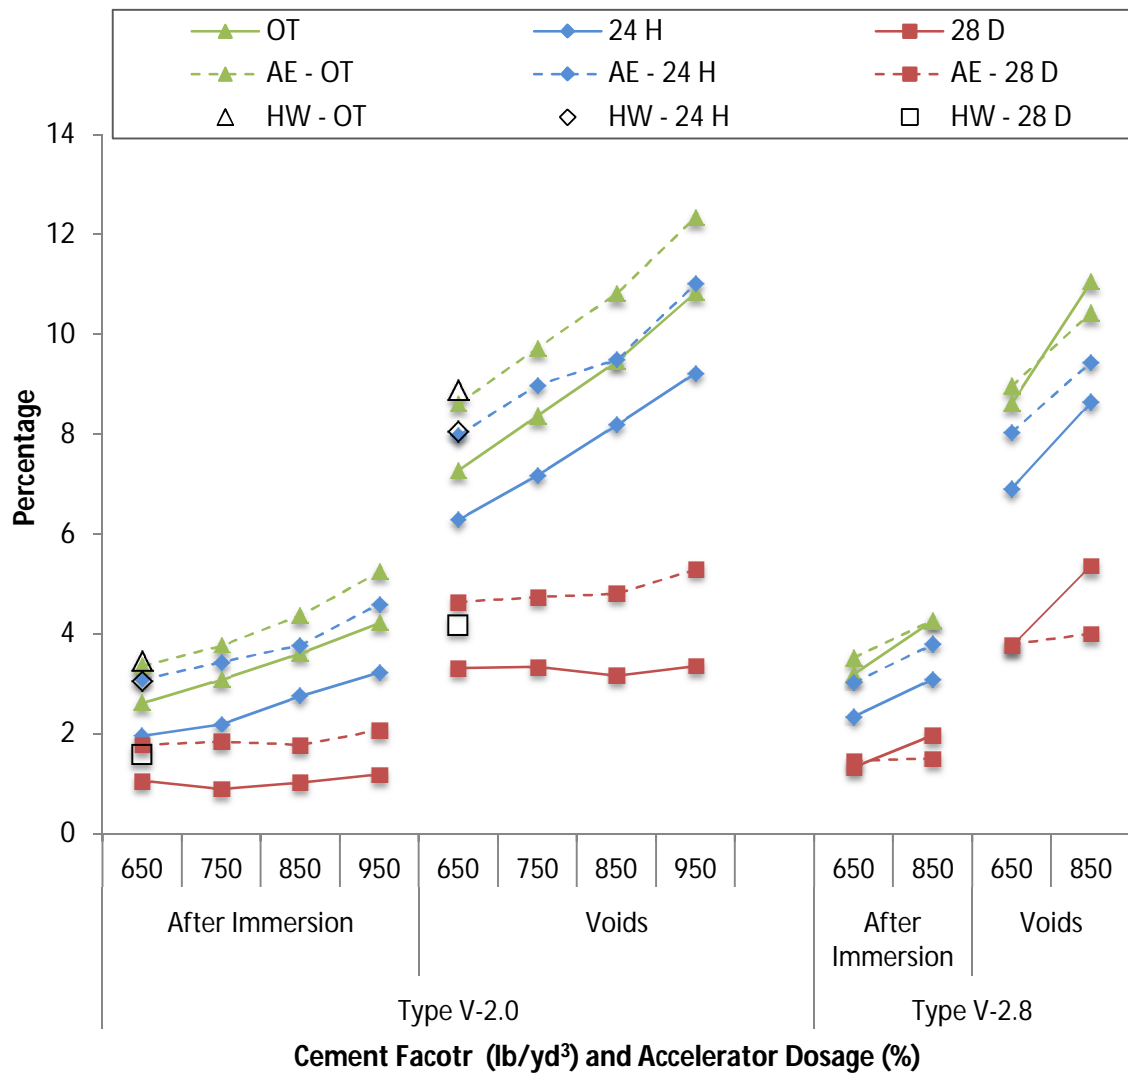 OT 24 H 28 D
AE - OT AE - 24 H AE - 28 D
HW - OT HW - 24 H HW - 28 D
14
12
10
8
6
4
2
0
Percentage
650 750 850 950 650 750 850 950 650 850 650 850
After Immersion Voids After Immersion Voids
Type V-2.0 Type V-2.8
Cement Facotr (lb/yd³) and Accelerator Dosage (%)